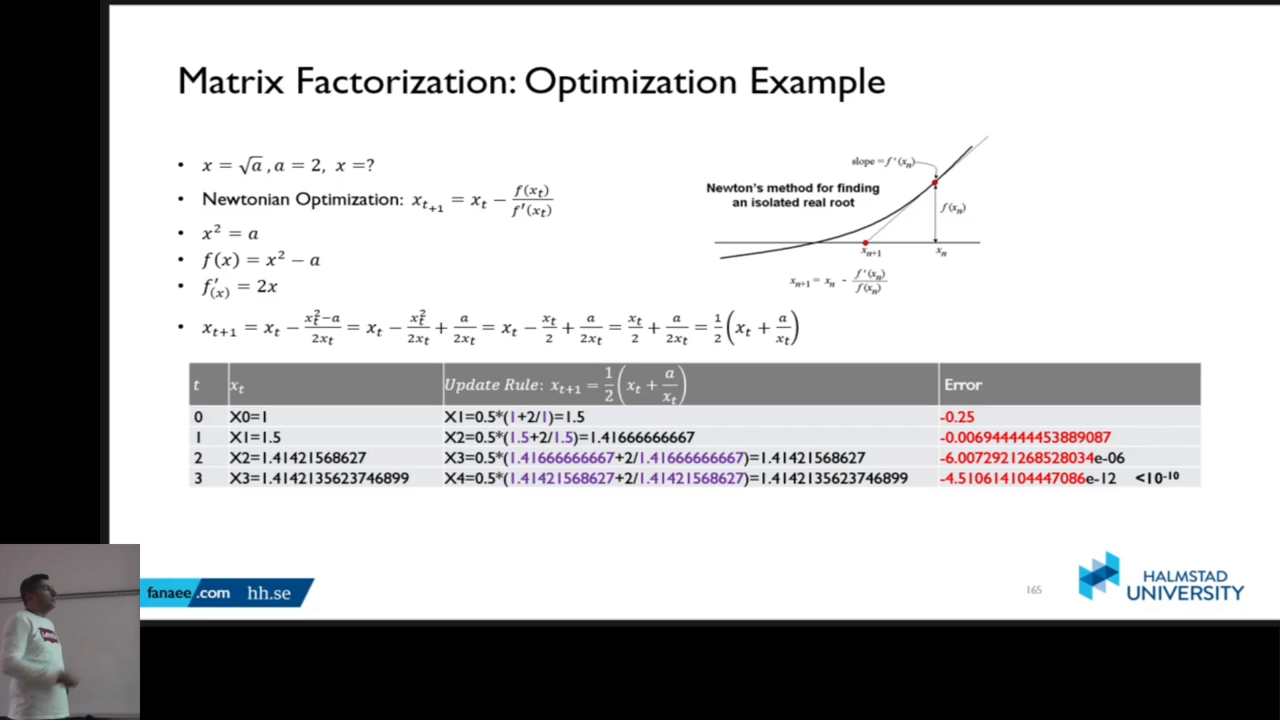 Matrix Factorization: Optimization Example
• x = √a , a = 2, x =?
• Newtonian Optimization: x_{t+1} = x_t − f(x_t)/f′(x_t)
• x² = a
• f(x) = x² − a
• f′_(x) = 2x
• x_{t+1} = x_t − (x_t²−a)/(2x_t) = x_t − x_t²/(2x_t) + a/(2x_t) = x_t − x_t/2 + a/(2x_t) = x_t/2 + a/(2x_t) = 1/2 (x_t + a/x_t)
slope = f ′(x_n)
Newton's method for finding
an isolated real root
f(x_n)
x_{n+1}
x_n
x_{n+1} = x_n - f ′(x_n)/f(x_n)
t x_t Update Rule: x_{t+1} = 1/2 (x_t + a/x_t) Error
0 X0=1 X1=0.5*(1+2/1)=1.5 -0.25
1 X1=1.5 X2=0.5*(1.5+2/1.5)=1.41666666667 -0.006944444453889087
2 X2=1.41421568627 X3=0.5*(1.41666666667+2/1.41666666667)=1.41421568627 -6.0072921268528034e-06
3 X3=1.4142135623746899 X4=0.5*(1.41421568627+2/1.41421568627)=1.4142135623746899 -4.510614104447086e-12 <10⁻¹⁰
fanaee.com hh.se
165
HALMSTAD
UNIVERSITY